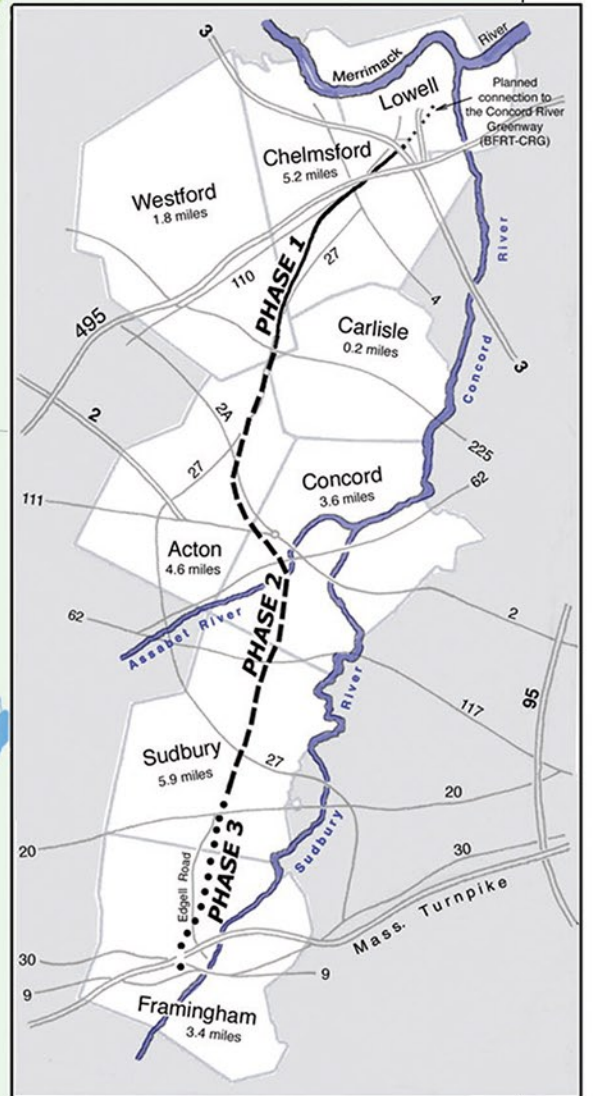 3
Merrimack
River
Lowell
Planned
connection to
the Concord River
Greenway
(BFRT-CRG)
Chelmsford
5.2 miles
Westford
1.8 miles
River
PHASE 1
27
110
4
495
Carlisle
0.2 miles
3
Concord
2
2A
225
27
Concord
3.6 miles
62
111
Acton
4.6 miles
PHASE 2
62
Assabet River
2
95
River
117
Sudbury
5.9 miles
27
20
20
Sudbury
30
PHASE 3
Edgell Road
Mass. Turnpike
30
9
9
Framingham
3.4 miles